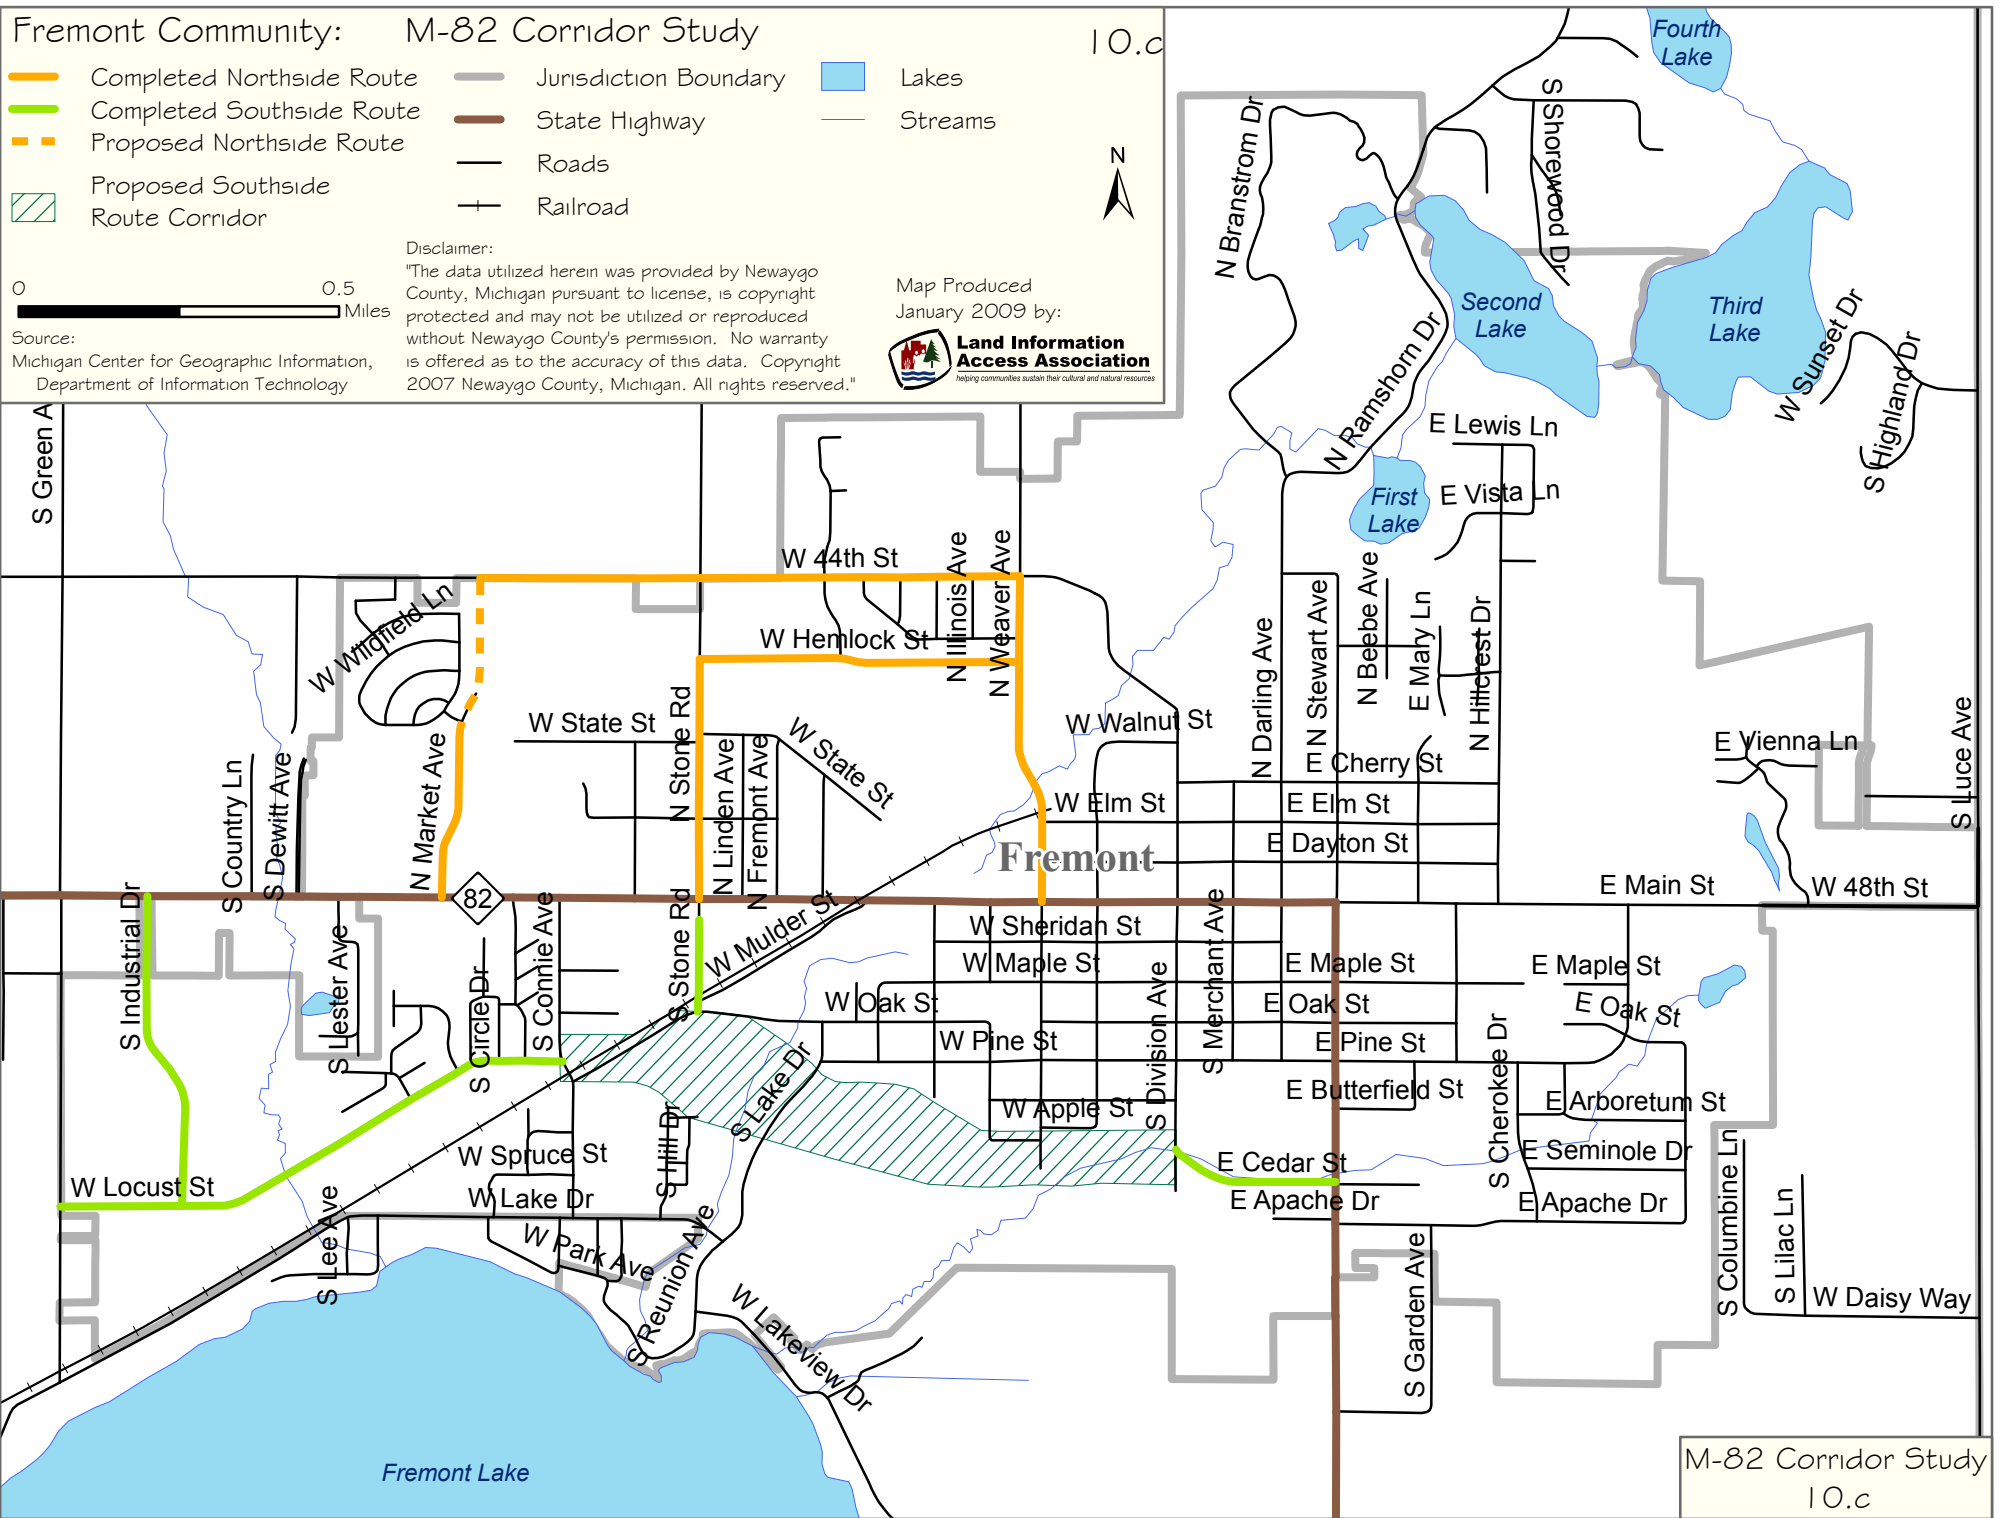 Fremont Community: M-82 Corridor Study
10.c
Completed Northside Route
Completed Southside Route
Proposed Northside Route
Proposed Southside
Route Corridor
Jurisdiction Boundary
State Highway
Roads
Railroad
Lakes
Streams
N
0 0.5
Miles
Source:
Michigan Center for Geographic Information,
Department of Information Technology
Disclaimer:
"The data utilized herein was provided by Newaygo
County, Michigan pursuant to license, is copyright
protected and may not be utilized or reproduced
without Newaygo County's permission. No warranty
is offered as to the accuracy of this data. Copyright
2007 Newaygo County, Michigan. All rights reserved."
Map Produced
January 2009 by:
Land Information
Access Association
helping communities sustain their cultural and natural resources
Fourth
Lake
S Shorewood Dr
N Branstrom Dr
Second
Lake
Third
Lake
W Sunset Dr
S Highland Dr
N Ramshorn Dr
E Lewis Ln
E Vista Ln
First
Lake
S Green A
W 44th St
N Illinois Ave
N Weaver Ave
W Hemlock St
W Wildfield Ln
N Darling Ave
N Stewart Ave
N Beebe Ave
E Mary Ln
N Hillcrest Dr
W State St
N Stone Rd
W State St
W Walnut St
E Cherry St
E Vienna Ln
S Luce Ave
N Market Ave
N Linden Ave
N Fremont Ave
S Country Ln
S Dewitt Ave
W Elm St
E Elm St
E Dayton St
Fremont
82
E Main St
W 48th St
S Industrial Dr
S Lester Ave
S Circle Dr
S Connie Ave
S Stone Rd
W Mulder St
W Sheridan St
W Maple St
E Maple St
E Maple St
W Oak St
E Oak St
E Oak St
W Pine St
E Pine St
S Division Ave
S Merchant Ave
S Cherokee Dr
E Butterfield St
W Apple St
E Arboretum St
S Lake Dr
S Hill Dr
W Spruce St
E Cedar St
E Seminole Dr
W Locust St
W Lake Dr
E Apache Dr
E Apache Dr
S Lee Ave
W Park Ave
S Reunion Ave
S Columbine Ln
S Lilac Ln
W Daisy Way
S Garden Ave
W Lakeview Dr
Fremont Lake
M-82 Corridor Study
10.c